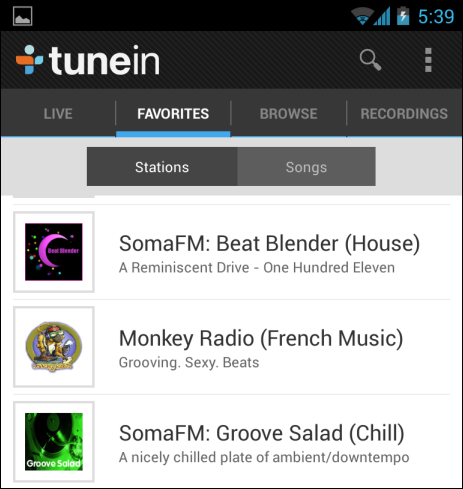 5:39
tunein
LIVE
FAVORITES
BROWSE
RECORDINGS
Stations
Songs
Beat Blender
SomaFM: Beat Blender (House)
A Reminiscent Drive - One Hundred Eleven
Monkey Radio (French Music)
Grooving. Sexy. Beats
Groove Salad
SomaFM: Groove Salad (Chill)
A nicely chilled plate of ambient/downtempo